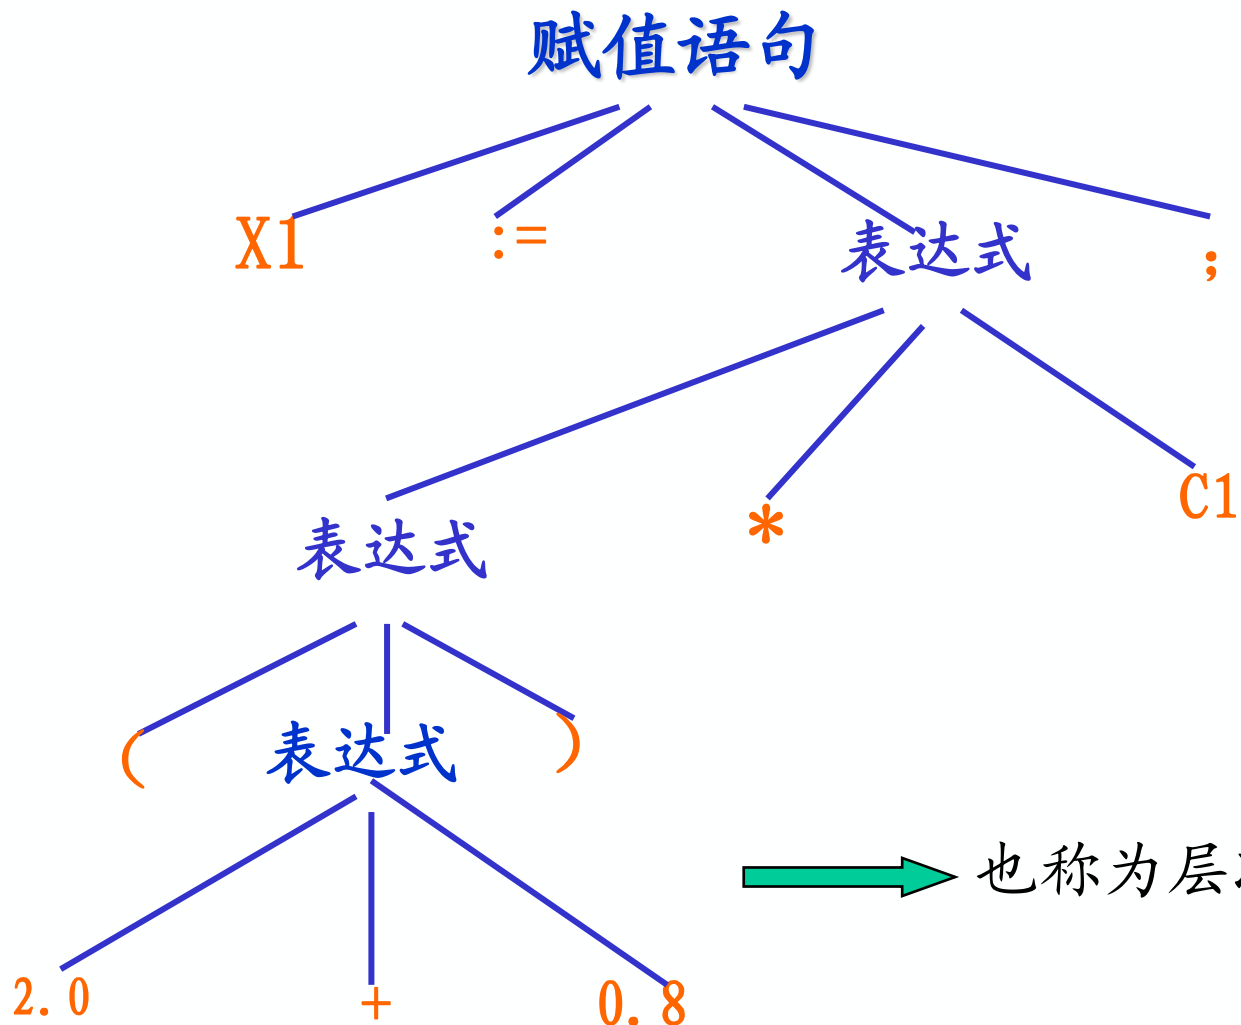 赋值语句
X1 := 表达式 ;
表达式 * C1
( 表达式 )
也称为层
2.0 + 0.8